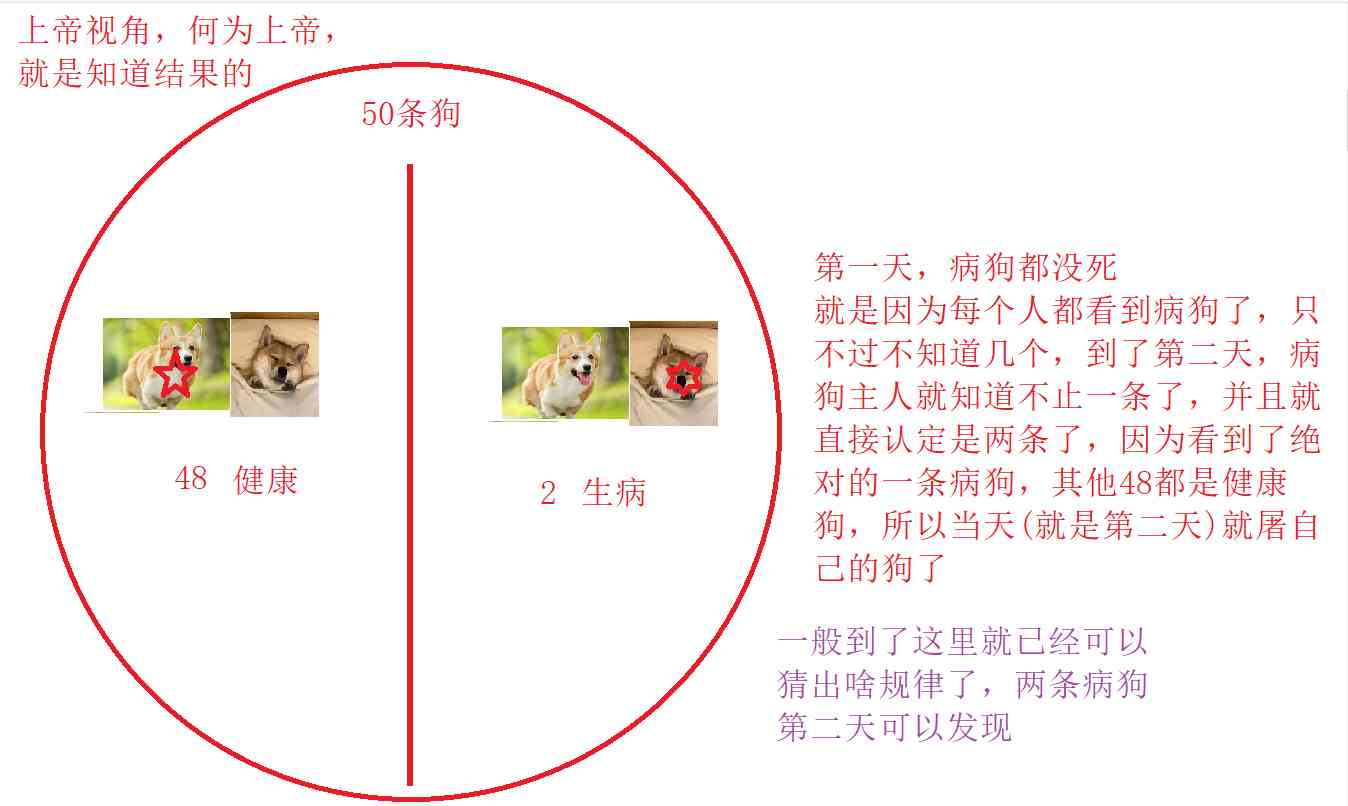 上帝视角，何为上帝，
就是知道结果的
50条狗
48 健康
2 生病
第一天，病狗都没死
就是因为每个人都看到病狗了，只
不过不知道几个，到了第二天，病
狗主人就知道不止一条了，并且就
直接认定是两条了，因为看到了绝
对的一条病狗，其他48都是健康
狗，所以当天(就是第二天)就屠自
己的狗了
一般到了这里就已经可以
猜出啥规律了，两条病狗
第二天可以发现